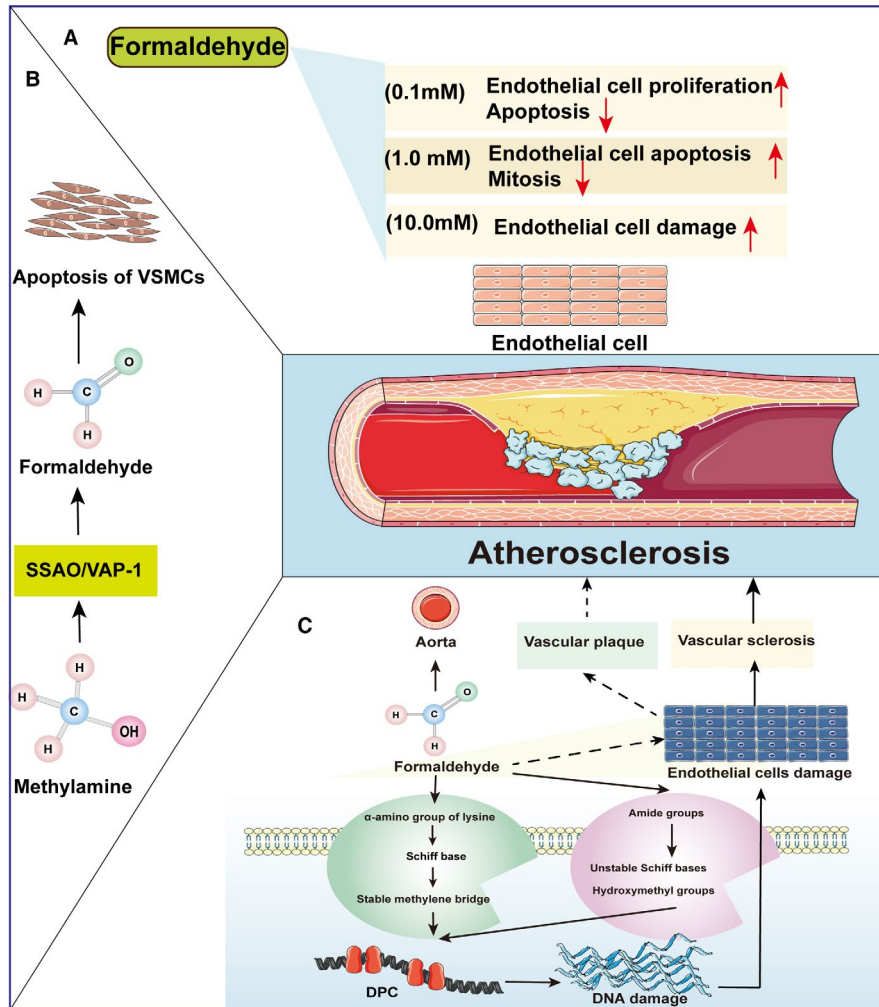 A
Formaldehyde
(0.1mM) Endothelial cell proliferation
Apoptosis
(1.0 mM) Endothelial cell apoptosis
Mitosis
(10.0mM) Endothelial cell damage
Endothelial cell
B
Apoptosis of VSMCs
O
H
C
H
Formaldehyde
SSAO/VAP-1
H
H
C
OH
H
Methylamine
Atherosclerosis
C
Aorta
Vascular plaque
Vascular sclerosis
O
H
C
H
Formaldehyde
Endothelial cells damage
α-amino group of lysine
Schiff base
Stable methylene bridge
Amide groups
Unstable Schiff bases
Hydroxymethyl groups
DPC
DNA damage